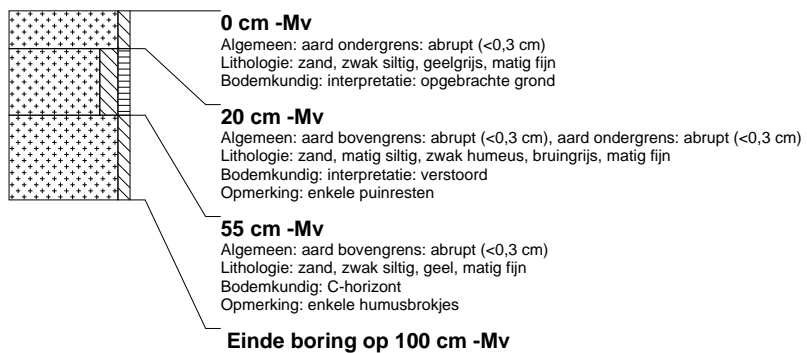 0 cm -Mv
Algemeen: aard ondergrens: abrupt (<0,3 cm)
Lithologie: zand, zwak siltig, geelgrijs, matig fijn
Bodemkundig: interpretatie: opgebrachte grond
20 cm -Mv
Algemeen: aard bovengrens: abrupt (<0,3 cm), aard ondergrens: abrupt (<0,3 cm)
Lithologie: zand, matig siltig, zwak humeus, bruingrijs, matig fijn
Bodemkundig: interpretatie: verstoord
Opmerking: enkele puinresten
55 cm -Mv
Algemeen: aard bovengrens: abrupt (<0,3 cm)
Lithologie: zand, zwak siltig, geel, matig fijn
Bodemkundig: C-horizont
Opmerking: enkele humusbrokjes
Einde boring op 100 cm -Mv